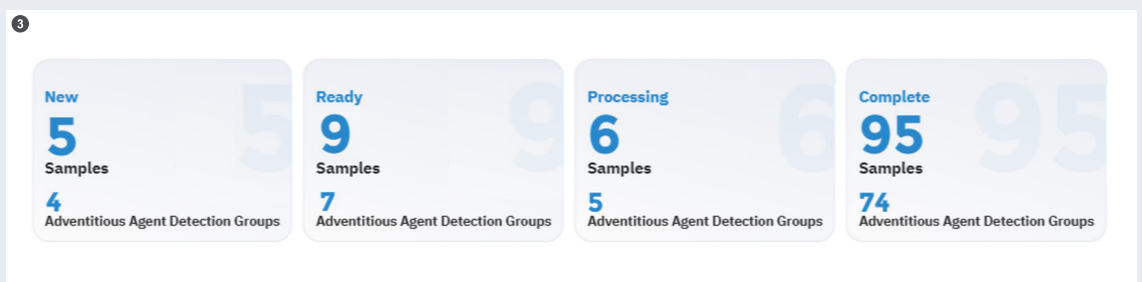 3
New
5
Samples
4
Adventitious Agent Detection Groups
Ready
9
Samples
7
Adventitious Agent Detection Groups
Processing
6
Samples
5
Adventitious Agent Detection Groups
Complete
95
Samples
74
Adventitious Agent Detection Groups